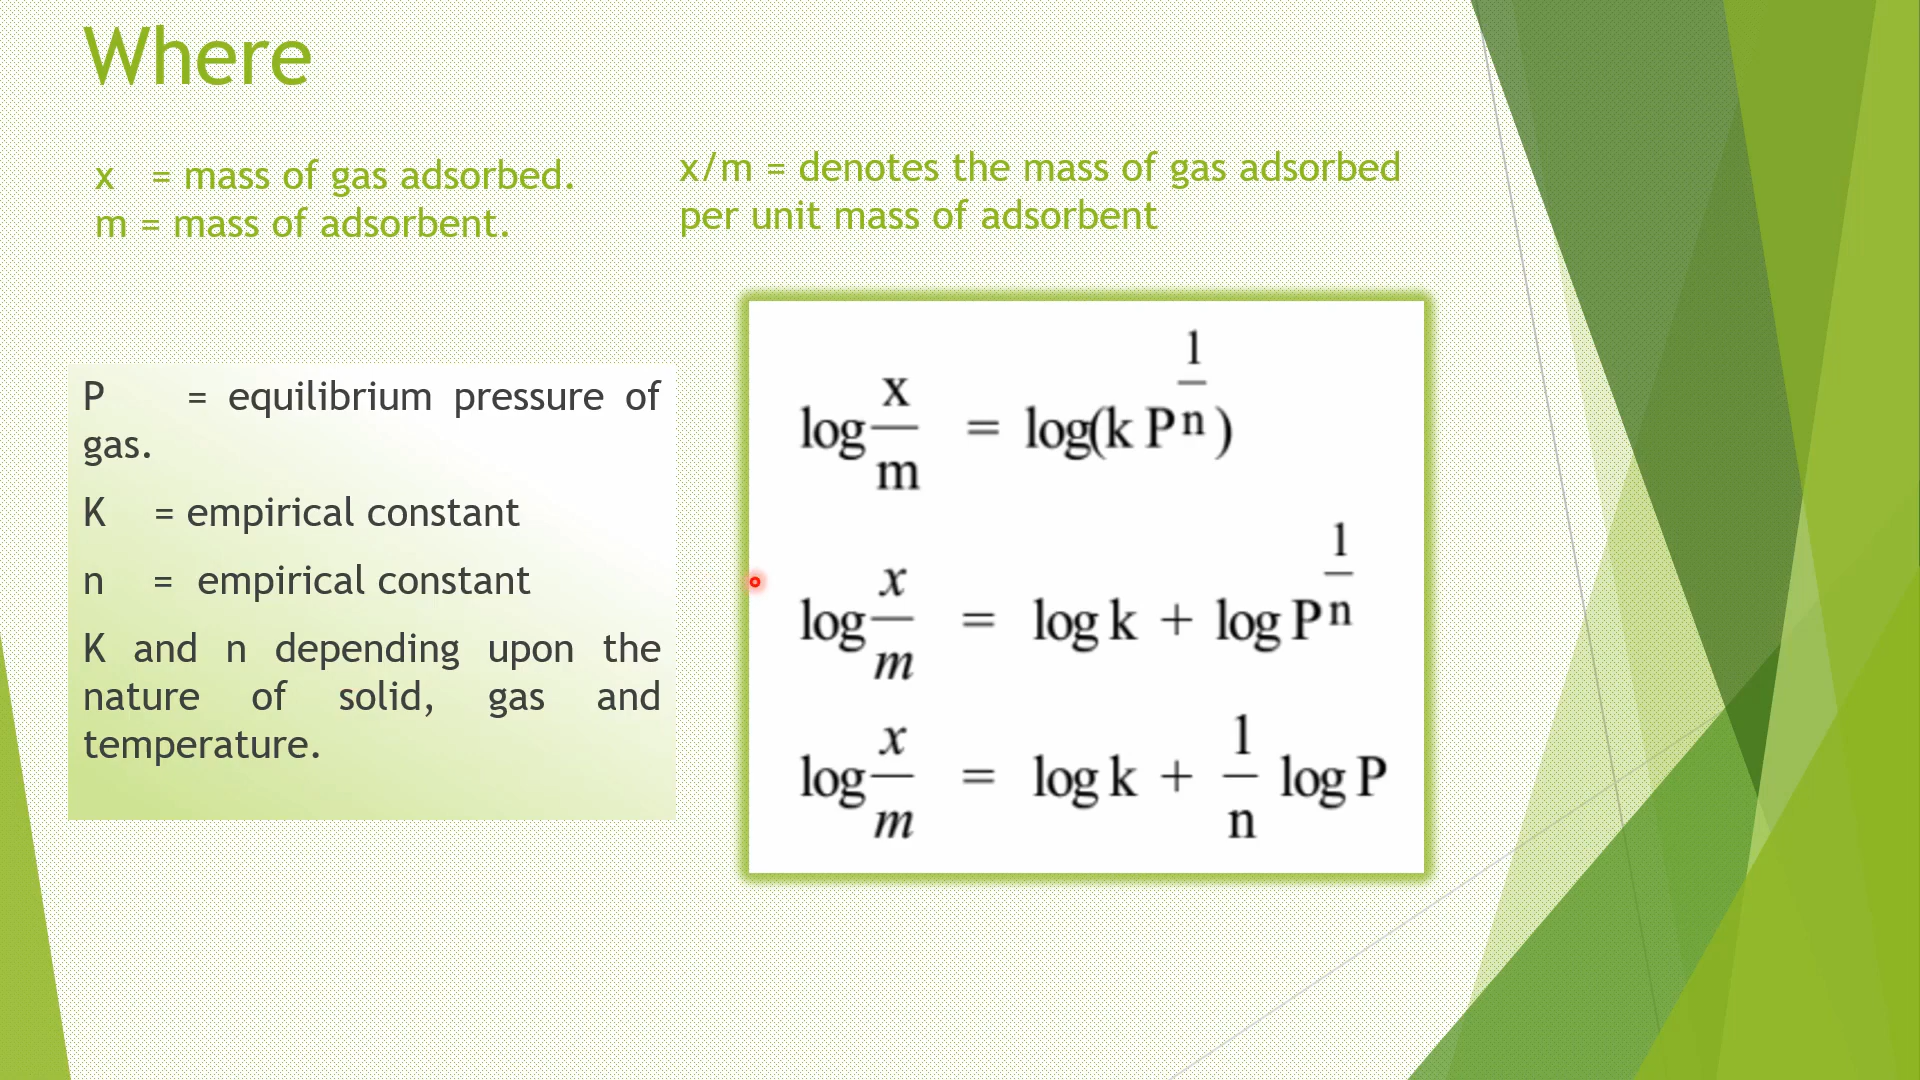 Where
x = mass of gas adsorbed.
m = mass of adsorbent.
x/m = denotes the mass of gas adsorbed
per unit mass of adsorbent
P = equilibrium pressure of
gas.
K = empirical constant
n = empirical constant
K and n depending upon the
nature of solid, gas and
temperature.
log x/m = log(k P^(1/n))
log x/m = log k + log P^(1/n)
log x/m = log k + 1/n log P